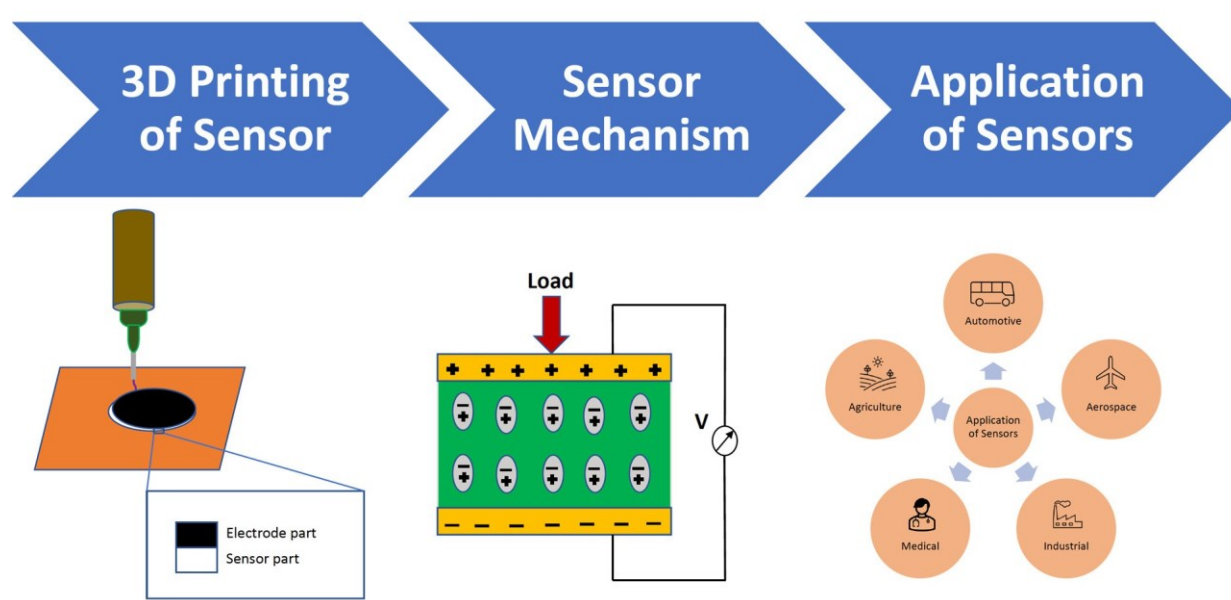 3D Printing
of Sensor
Sensor
Mechanism
Application
of Sensors
Electrode part
Sensor part
Load
+ + + + + + +
− − − − −
+ + + + +
− − − − −
+ + + + +
− − − − − − −
V
Automotive
Agriculture
Aerospace
Application
of Sensors
Medical
Industrial